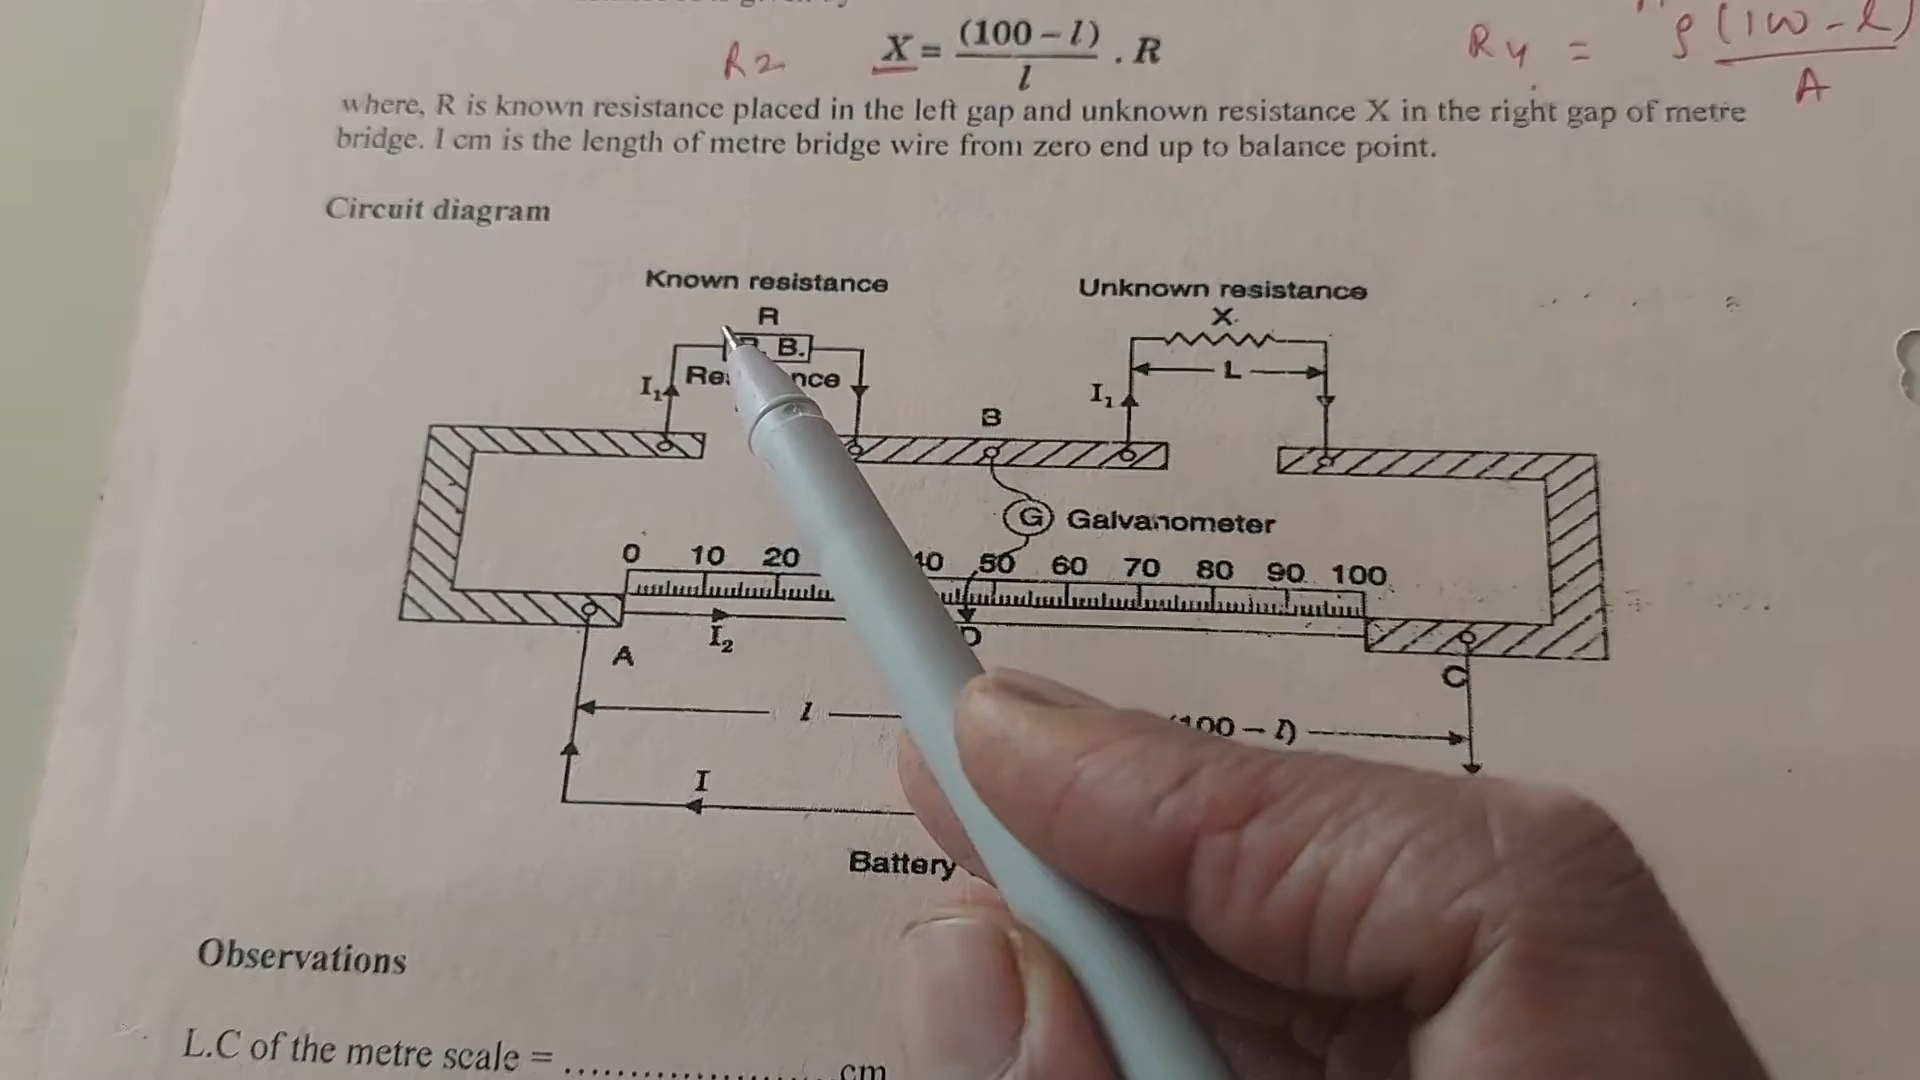 X = (100 – l) / l . R
R2
R4 = ρ(100-l) / A
where, R is known resistance placed in the left gap and unknown resistance X in the right gap of metre
bridge. l cm is the length of metre bridge wire from zero end up to balance point.
Circuit diagram
Known resistance
Unknown resistance
R
X
B.
I₁
L
I₁
B
G Galvanometer
0 10 20 50 60 70 80 90 100
I₂
D
A
C
l
(100 – l)
I
Battery
Observations
L.C of the metre scale = .................... cm